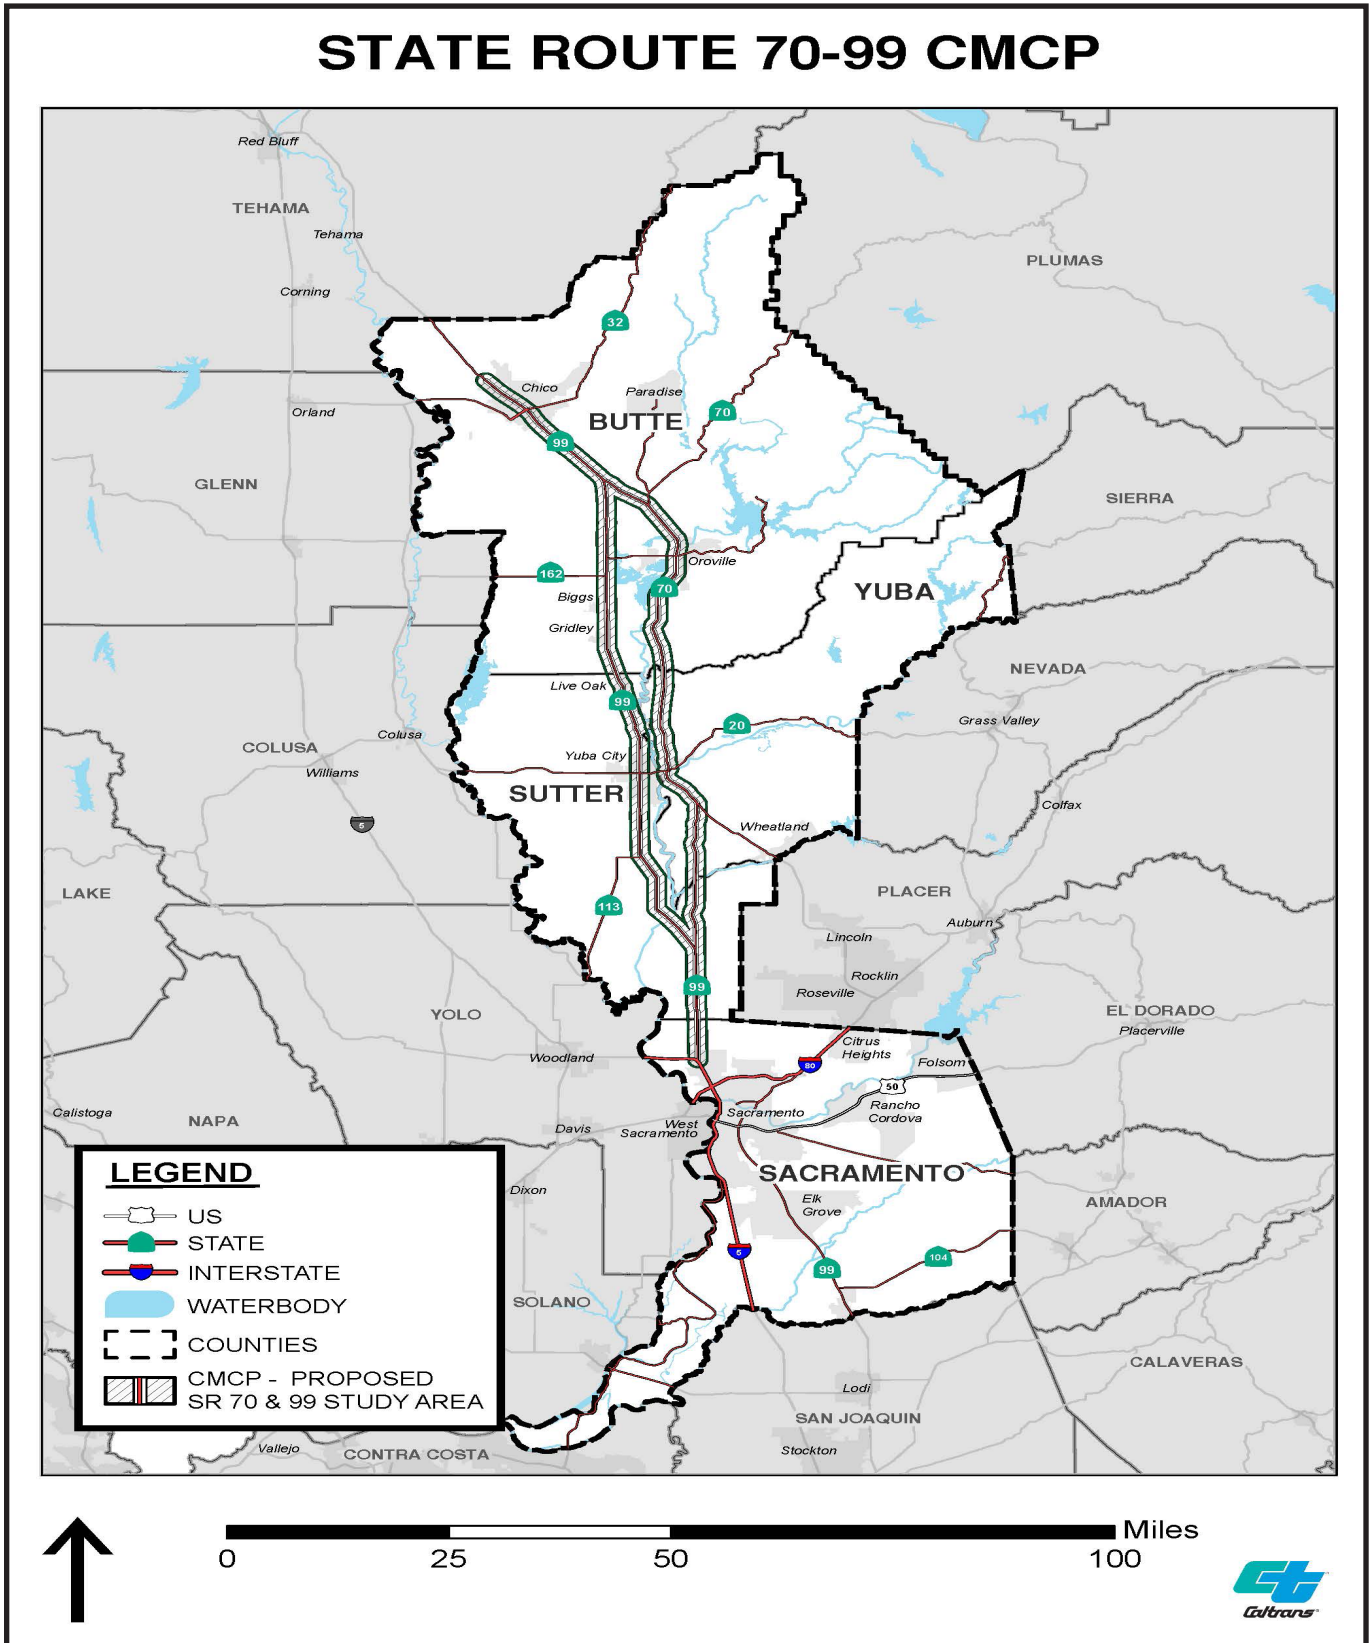 STATE ROUTE 70-99 CMCP
Red Bluff
TEHAMA
Tehama
PLUMAS
Corning
32
Chico
Paradise
70
Orland
BUTTE
99
GLENN
SIERRA
Oroville
162
70
YUBA
Biggs
Gridley
NEVADA
Live Oak
99
20
Grass Valley
Colusa
COLUSA
Yuba City
Williams
SUTTER
Colfax
5
Wheatland
LAKE
PLACER
113
Auburn
Lincoln
Rocklin
99
Roseville
YOLO
EL DORADO
Placerville
Citrus
Heights
Woodland
Folsom
80
50
Calistoga
Sacramento
Rancho
Cordova
NAPA
Davis
West
Sacramento
SACRAMENTO
Dixon
Elk
Grove
AMADOR
5
99
104
SOLANO
CALAVERAS
Lodi
SAN JOAQUIN
Vallejo
CONTRA COSTA
Stockton
LEGEND
US
STATE
INTERSTATE
WATERBODY
COUNTIES
CMCP - PROPOSED
SR 70 & 99 STUDY AREA
Miles
0 25 50 100
Ct
Caltrans